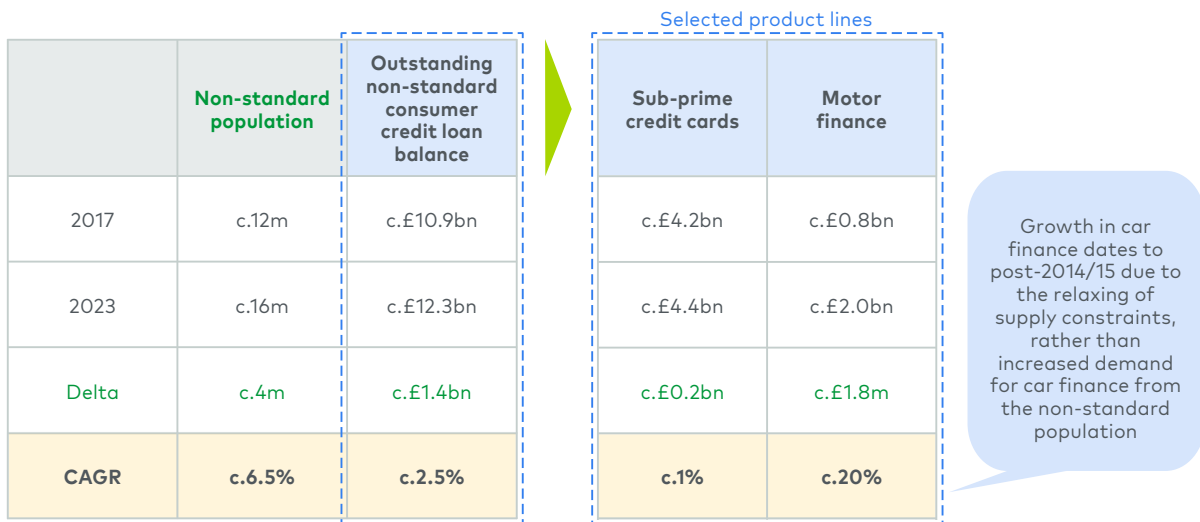 Selected product lines
Non-standard
population
Outstanding
non-standard
consumer
credit loan
balance
Sub-prime
credit cards
Motor
finance
2017
c.12m
c.£10.9bn
c.£4.2bn
c.£0.8bn
2023
c.16m
c.£12.3bn
c.£4.4bn
c.£2.0bn
Delta
c.4m
c.£1.4bn
c.£0.2bn
c.£1.8m
CAGR
c.6.5%
c.2.5%
c.1%
c.20%
Growth in car
finance dates to
post-2014/15 due to
the relaxing of
supply constraints,
rather than
increased demand
for car finance from
the non-standard
population